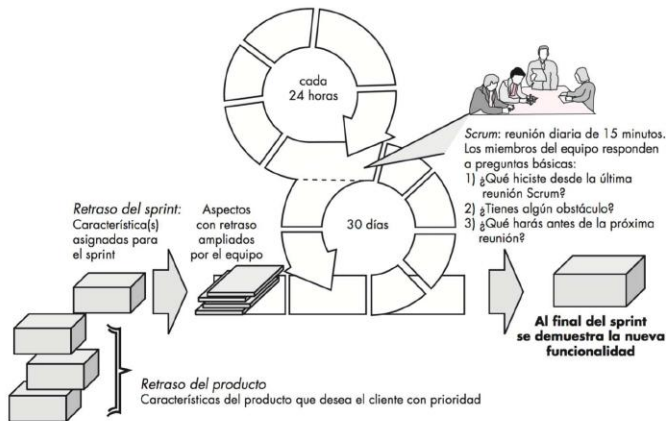 cada
24 horas
Scrum: reunión diaria de 15 minutos.
Los miembros del equipo responden
a preguntas básicas:
1) ¿Qué hiciste desde la última
reunión Scrum?
2) ¿Tienes algún obstáculo?
3) ¿Qué harás antes de la próxima
reunión?
Retraso del sprint:
Característica(s)
asignadas para
el sprint
Aspectos
con retraso
ampliados
por el equipo
30 días
Al final del sprint
se demuestra la nueva
funcionalidad
Retraso del producto
Características del producto que desea el cliente con prioridad